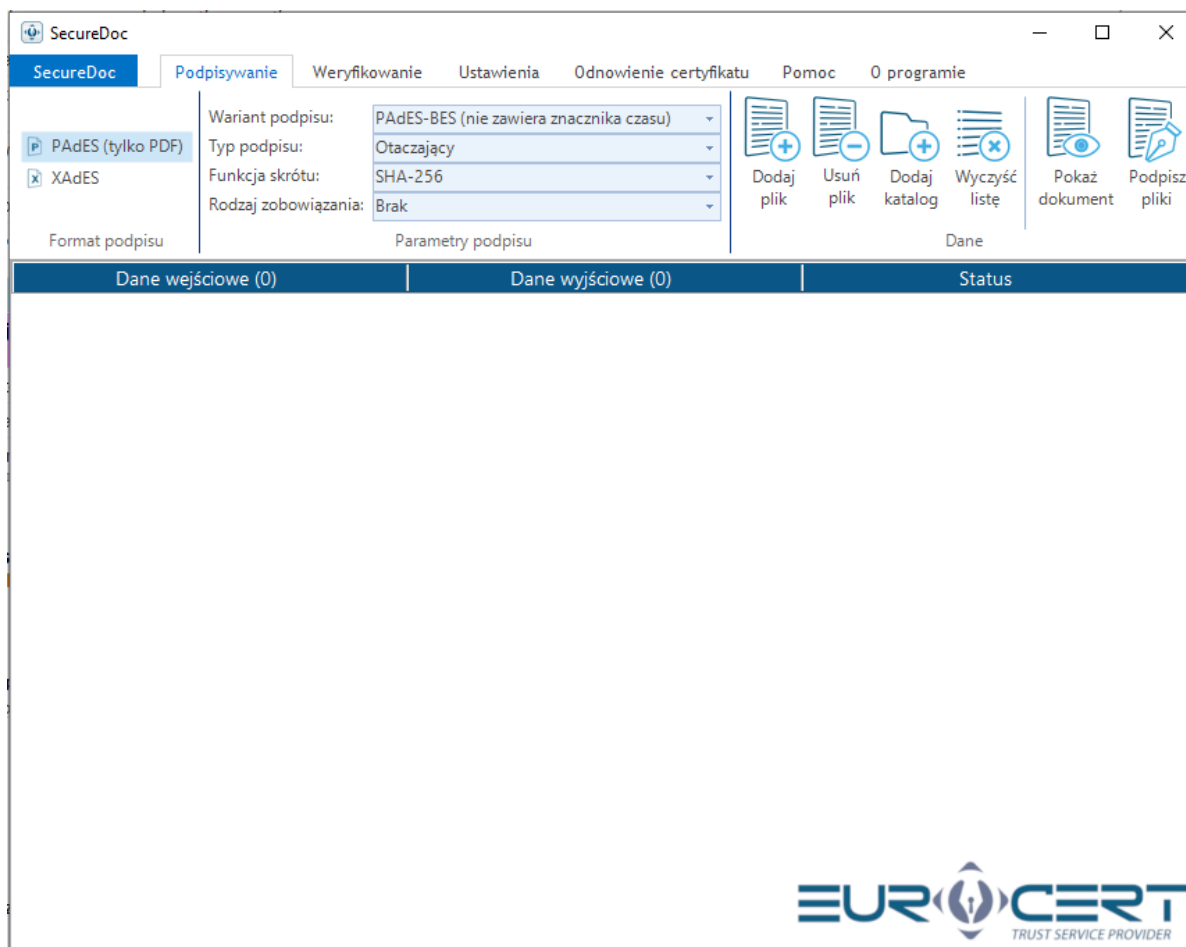 SecureDoc
SecureDoc Podpisywanie Weryfikowanie Ustawienia Odnowienie certyfikatu Pomoc O programie
PAdES (tylko PDF)
XAdES
Format podpisu
Wariant podpisu: PAdES-BES (nie zawiera znacznika czasu)
Typ podpisu: Otaczający
Funkcja skrótu: SHA-256
Rodzaj zobowiązania: Brak
Parametry podpisu
Dodaj plik
Usuń plik
Dodaj katalog
Wyczyść listę
Pokaż dokument
Podpisz pliki
Dane
Dane wejściowe (0) Dane wyjściowe (0) Status
EUROCERT
TRUST SERVICE PROVIDER